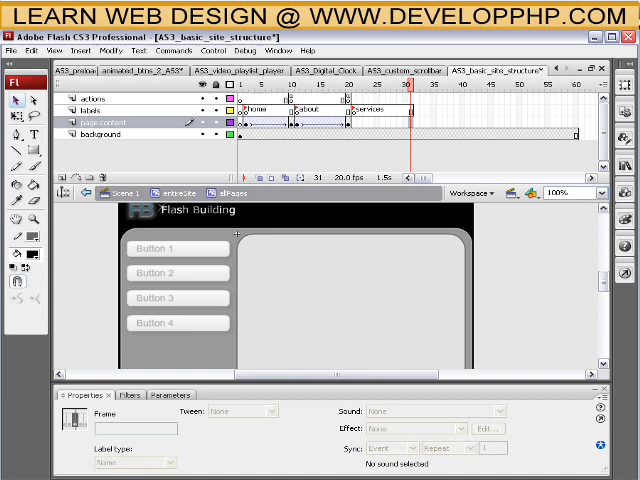 LEARN WEB DESIGN @ WWW.DEVELOPPHP.COM
Adobe Flash CS3 Professional - [AS3_basic_site_structure*]
File Edit View Insert Modify Text Commands Control Debug Window Help
AS3_preload animated_btns_2_AS3* AS3_video_playlist_player AS3_Digital_Clock AS3_custom_scrollbar AS3_basic_site_structure*
1 5 10 15 20 25 30 35 40 45 50 55 60
actions
labels home about services
page content
background
31 20.0 fps 1.5s
Scene 1 entireSite allPages Workspace 100%
FB Flash Building
Button 1
Button 2
Button 3
Button 4
Properties Filters Parameters
Frame Tween: None Sound: None
Effect: None Edit...
Label type: Sync: Event Repeat 1
Name No sound selected